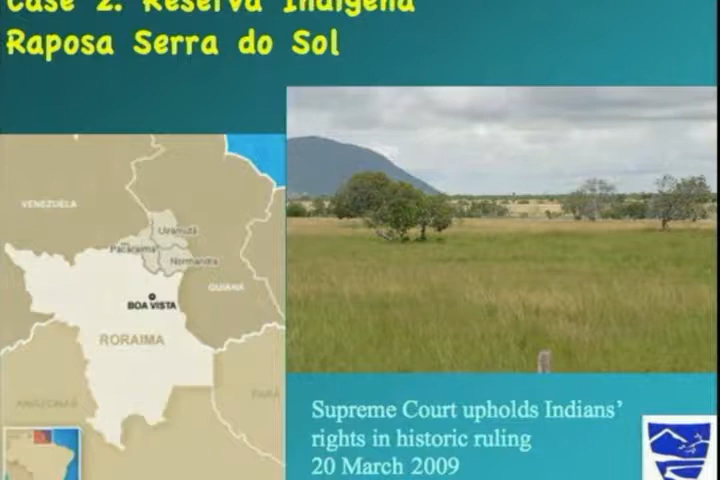 Case 2. Reserva Indígena
Raposa Serra do Sol
VENEZUELA
Uiramutã
Pacaraima
Normandia
GUIANA
BOA VISTA
RORAIMA
AMAZONAS
PARÁ
Supreme Court upholds Indians’
rights in historic ruling
20 March 2009